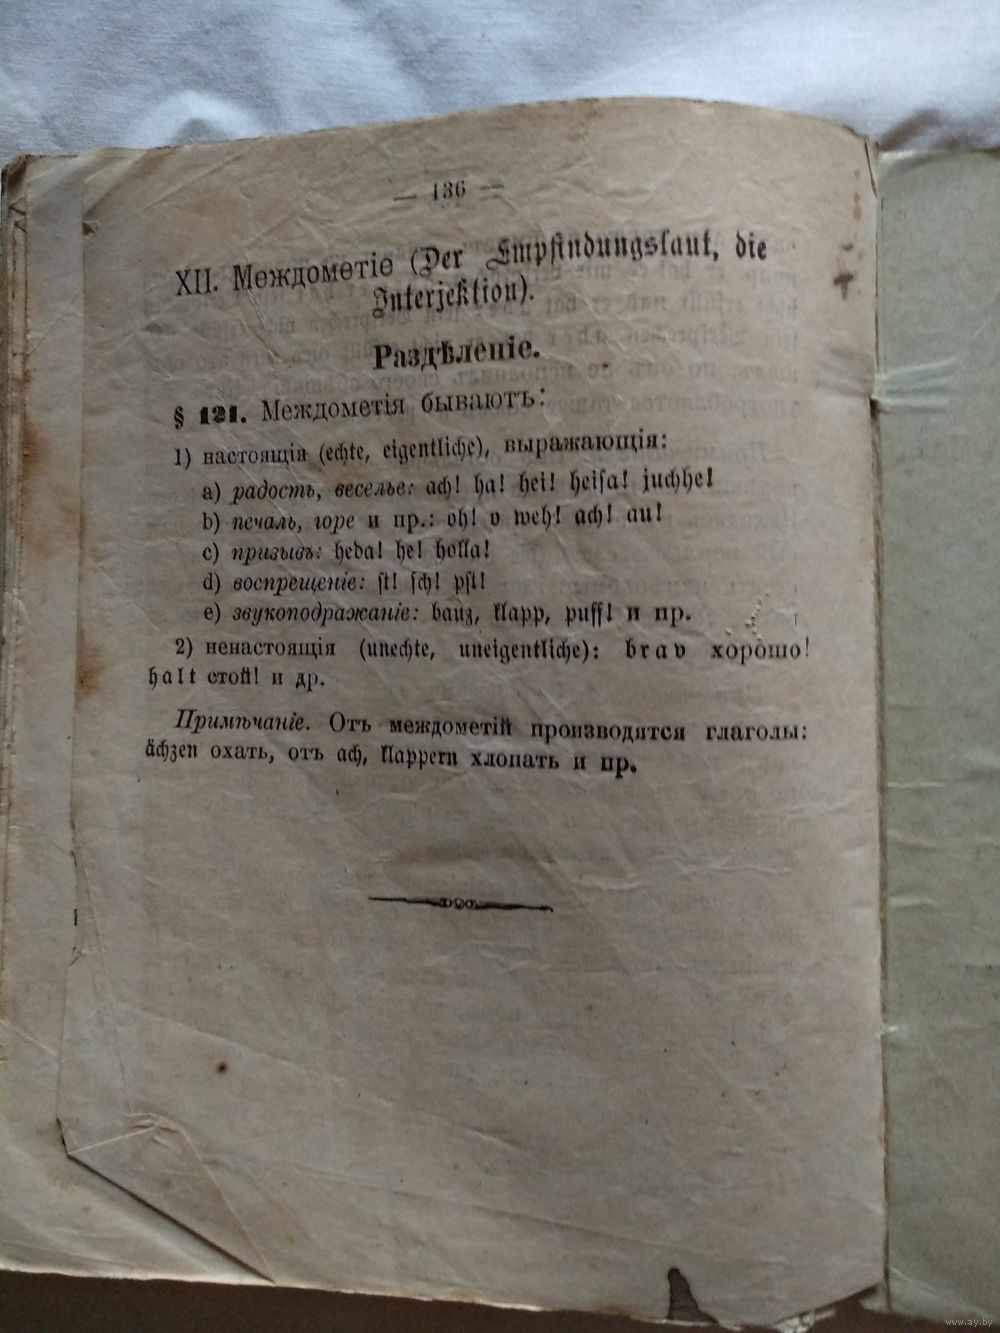 — 136 —
XII. Междометіе (Der Empfindungslaut, die
Interjektion).
Раздѣленіе.
§ 121. Междометія бываютъ:
1) настоящія (echte, eigentliche), выражающія:
a) радость, веселье: ach! ha! hei! heisa! juchhe!
b) печаль, горе и пр.: oh! o weh! ach! au!
c) призывъ: heda! he! holla!
d) воспрещеніе: st! sch! pst!
e) звукоподражаніе: bauz, klapp, puff! и пр.
2) ненастоящія (unechte, uneigentliche): brav хорошо!
halt стой! и др.
Примѣчаніе. Отъ междометій производятся глаголы:
ächzen охать, отъ ach, klappern хлопать и пр.
www.ay.by